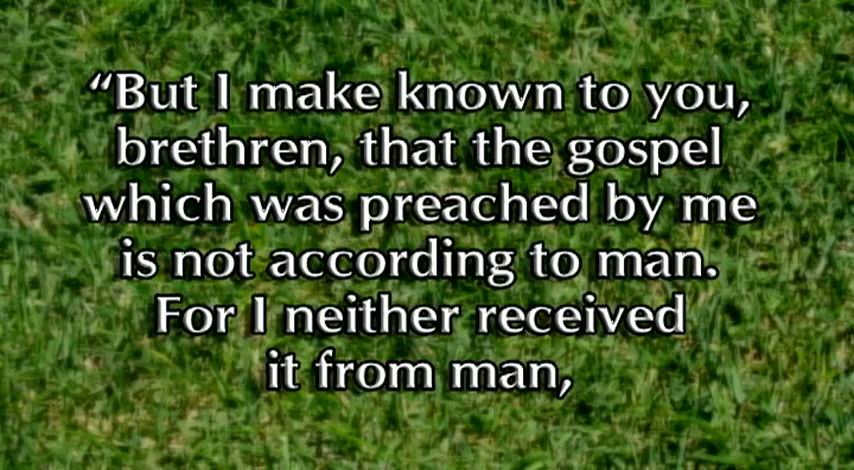 “But I make known to you,
brethren, that the gospel
which was preached by me
is not according to man.
For I neither received
it from man,